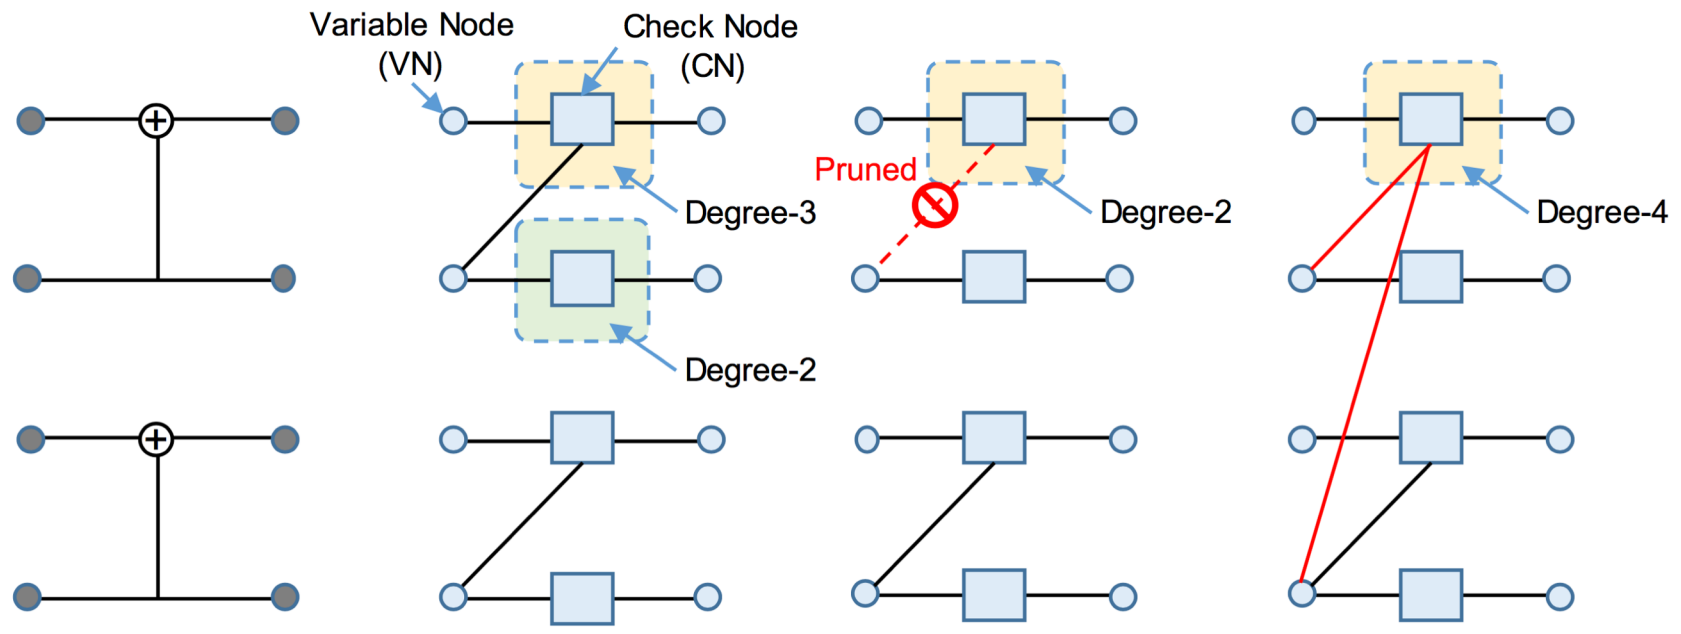 Variable Node
(VN)
Check Node
(CN)
Degree-3
Degree-2
Pruned
Degree-2
Degree-4